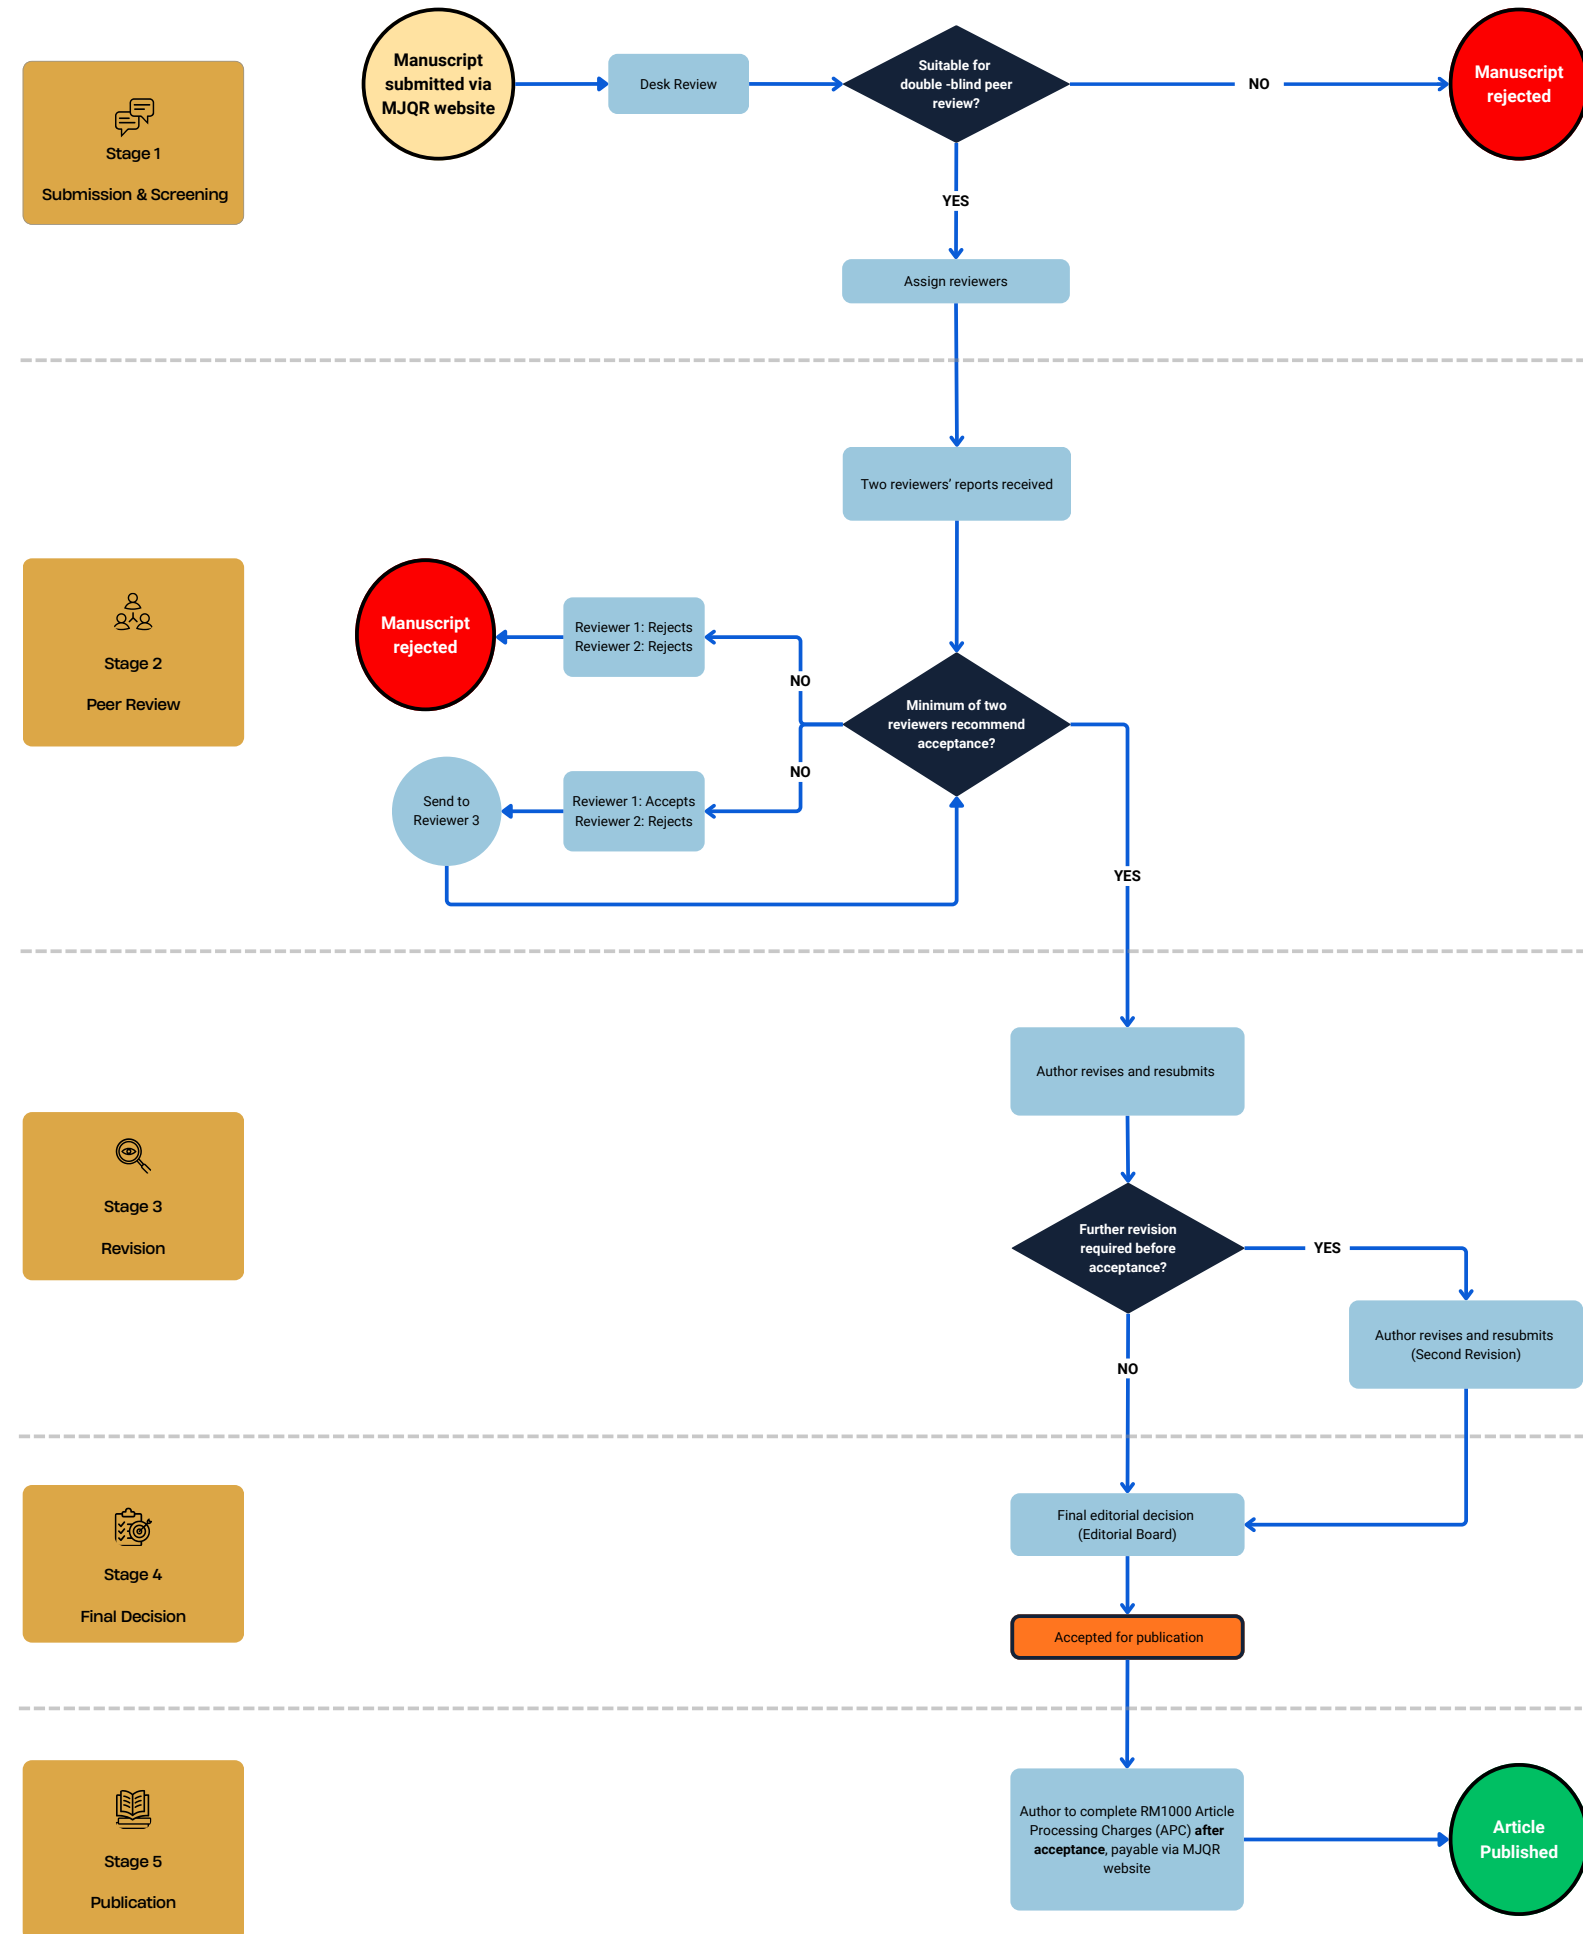 Manuscript
submitted via
MJQR website
Desk Review
Suitable for
double -blind peer
review?
NO
Manuscript
rejected
Stage 1
Submission & Screening
YES
Assign reviewers
Two reviewers' reports received
Stage 2
Peer Review
Manuscript
rejected
Reviewer 1: Rejects
Reviewer 2: Rejects
NO
Minimum of two
reviewers recommend
acceptance?
NO
Send to
Reviewer 3
Reviewer 1: Accepts
Reviewer 2: Rejects
YES
Author revises and resubmits
Stage 3
Revision
Further revision
required before
acceptance?
YES
Author revises and resubmits
(Second Revision)
NO
Stage 4
Final Decision
Final editorial decision
(Editorial Board)
Accepted for publication
Stage 5
Publication
Author to complete RM1000 Article
Processing Charges (APC) after
acceptance, payable via MJQR
website
Article
Published